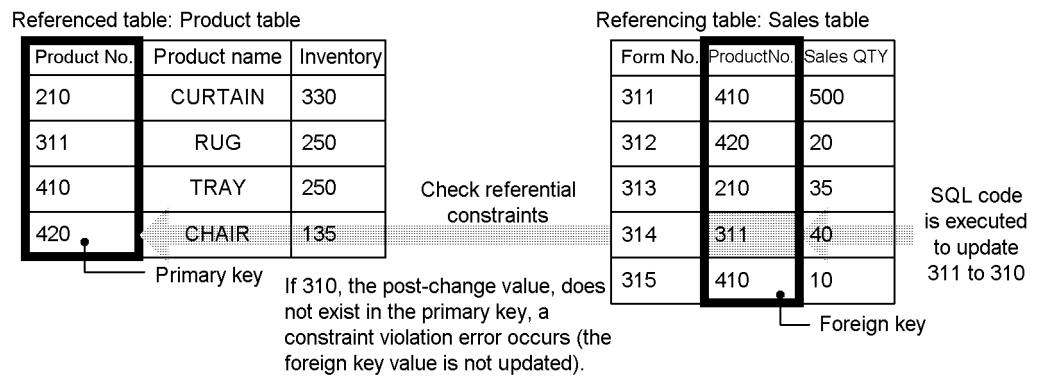 Referenced table: Product table
Product No. Product name Inventory
210 CURTAIN 330
311 RUG 250
410 TRAY 250
420 CHAIR 135
Primary key
Check referential
constraints
If 310, the post-change value, does
not exist in the primary key, a
constraint violation error occurs (the
foreign key value is not updated).
Referencing table: Sales table
Form No. ProductNo. Sales QTY
311 410 500
312 420 20
313 210 35
314 311 40
315 410 10
Foreign key
SQL code
is executed
to update
311 to 310